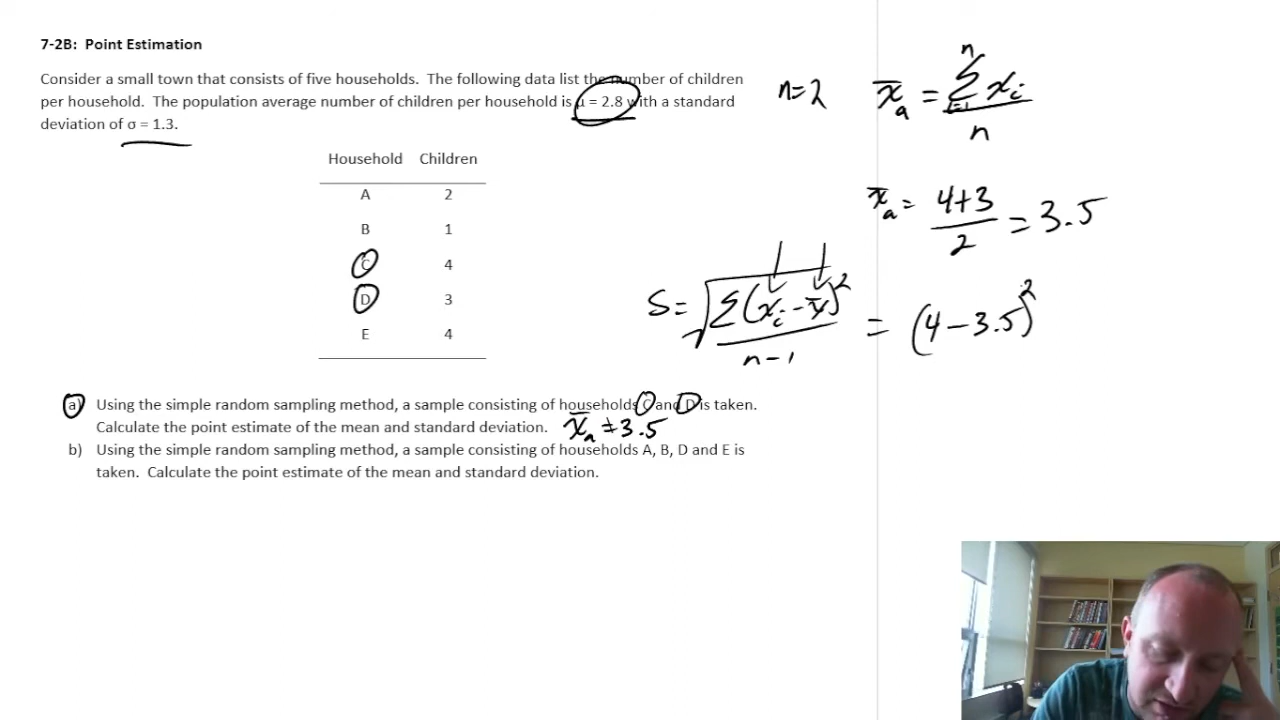 7-2B: Point Estimation
Consider a small town that consists of five households. The following data list the number of children
per household. The population average number of children per household is μ = 2.8 with a standard
deviation of σ = 1.3.
Household Children
A 2
B 1
C 4
D 3
E 4
a) Using the simple random sampling method, a sample consisting of households C and D is taken.
Calculate the point estimate of the mean and standard deviation. x̄a = 3.5
b) Using the simple random sampling method, a sample consisting of households A, B, D and E is
taken. Calculate the point estimate of the mean and standard deviation.
n=2 x̄a = n Σ i=1 xi
n
x̄a = 4+3 = 3.5
2
S = √Σ(xi - x̄)² = (4 - 3.5)²
n-1